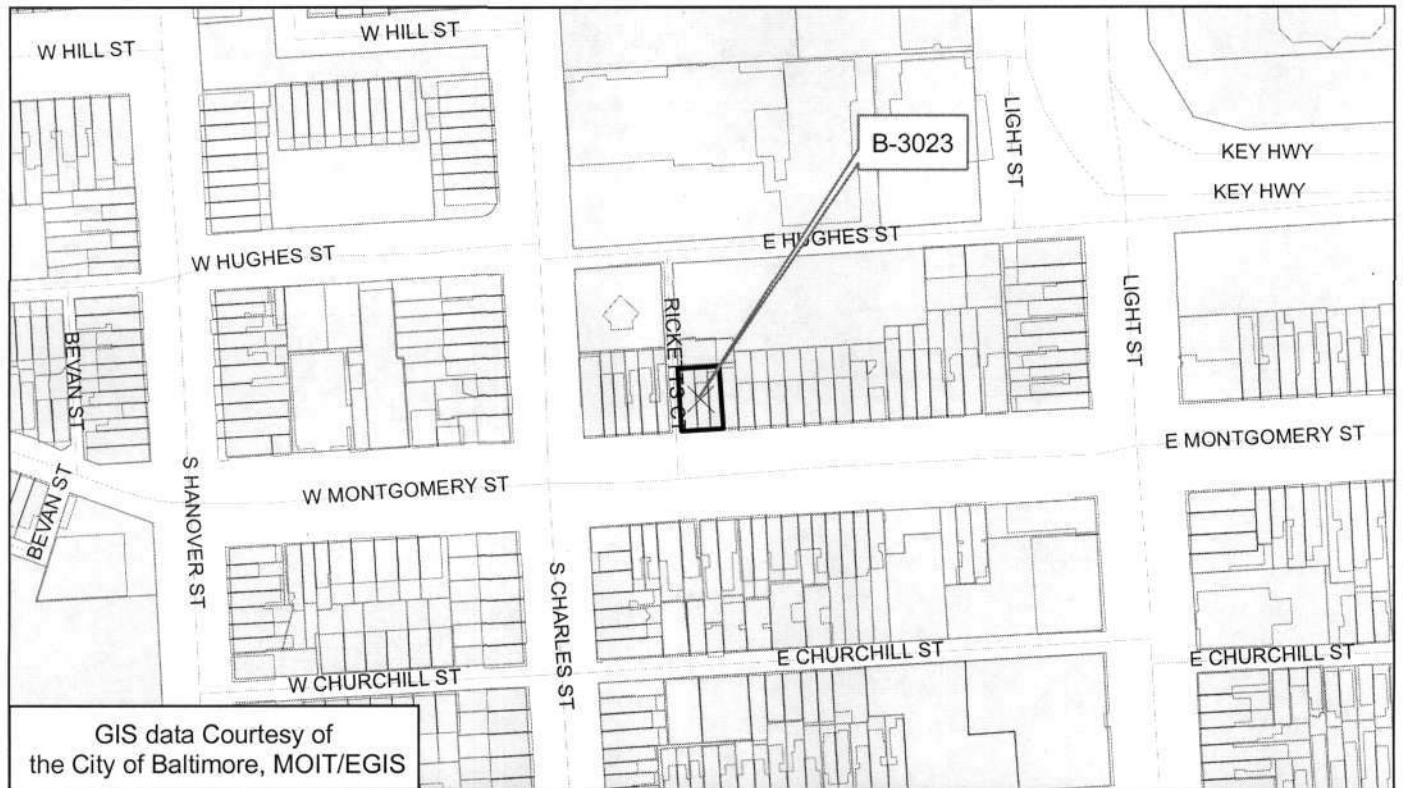 W HILL ST
W HILL ST
LIGHT ST
B-3023
KEY HWY
KEY HWY
W HUGHES ST
E HUGHES ST
BEVAN ST
RICKETTS CT
LIGHT ST
E MONTGOMERY ST
BEVAN ST
S HANOVER ST
W MONTGOMERY ST
S CHARLES ST
E CHURCHILL ST
E CHURCHILL ST
W CHURCHILL ST
GIS data Courtesy of
the City of Baltimore, MOIT/EGIS